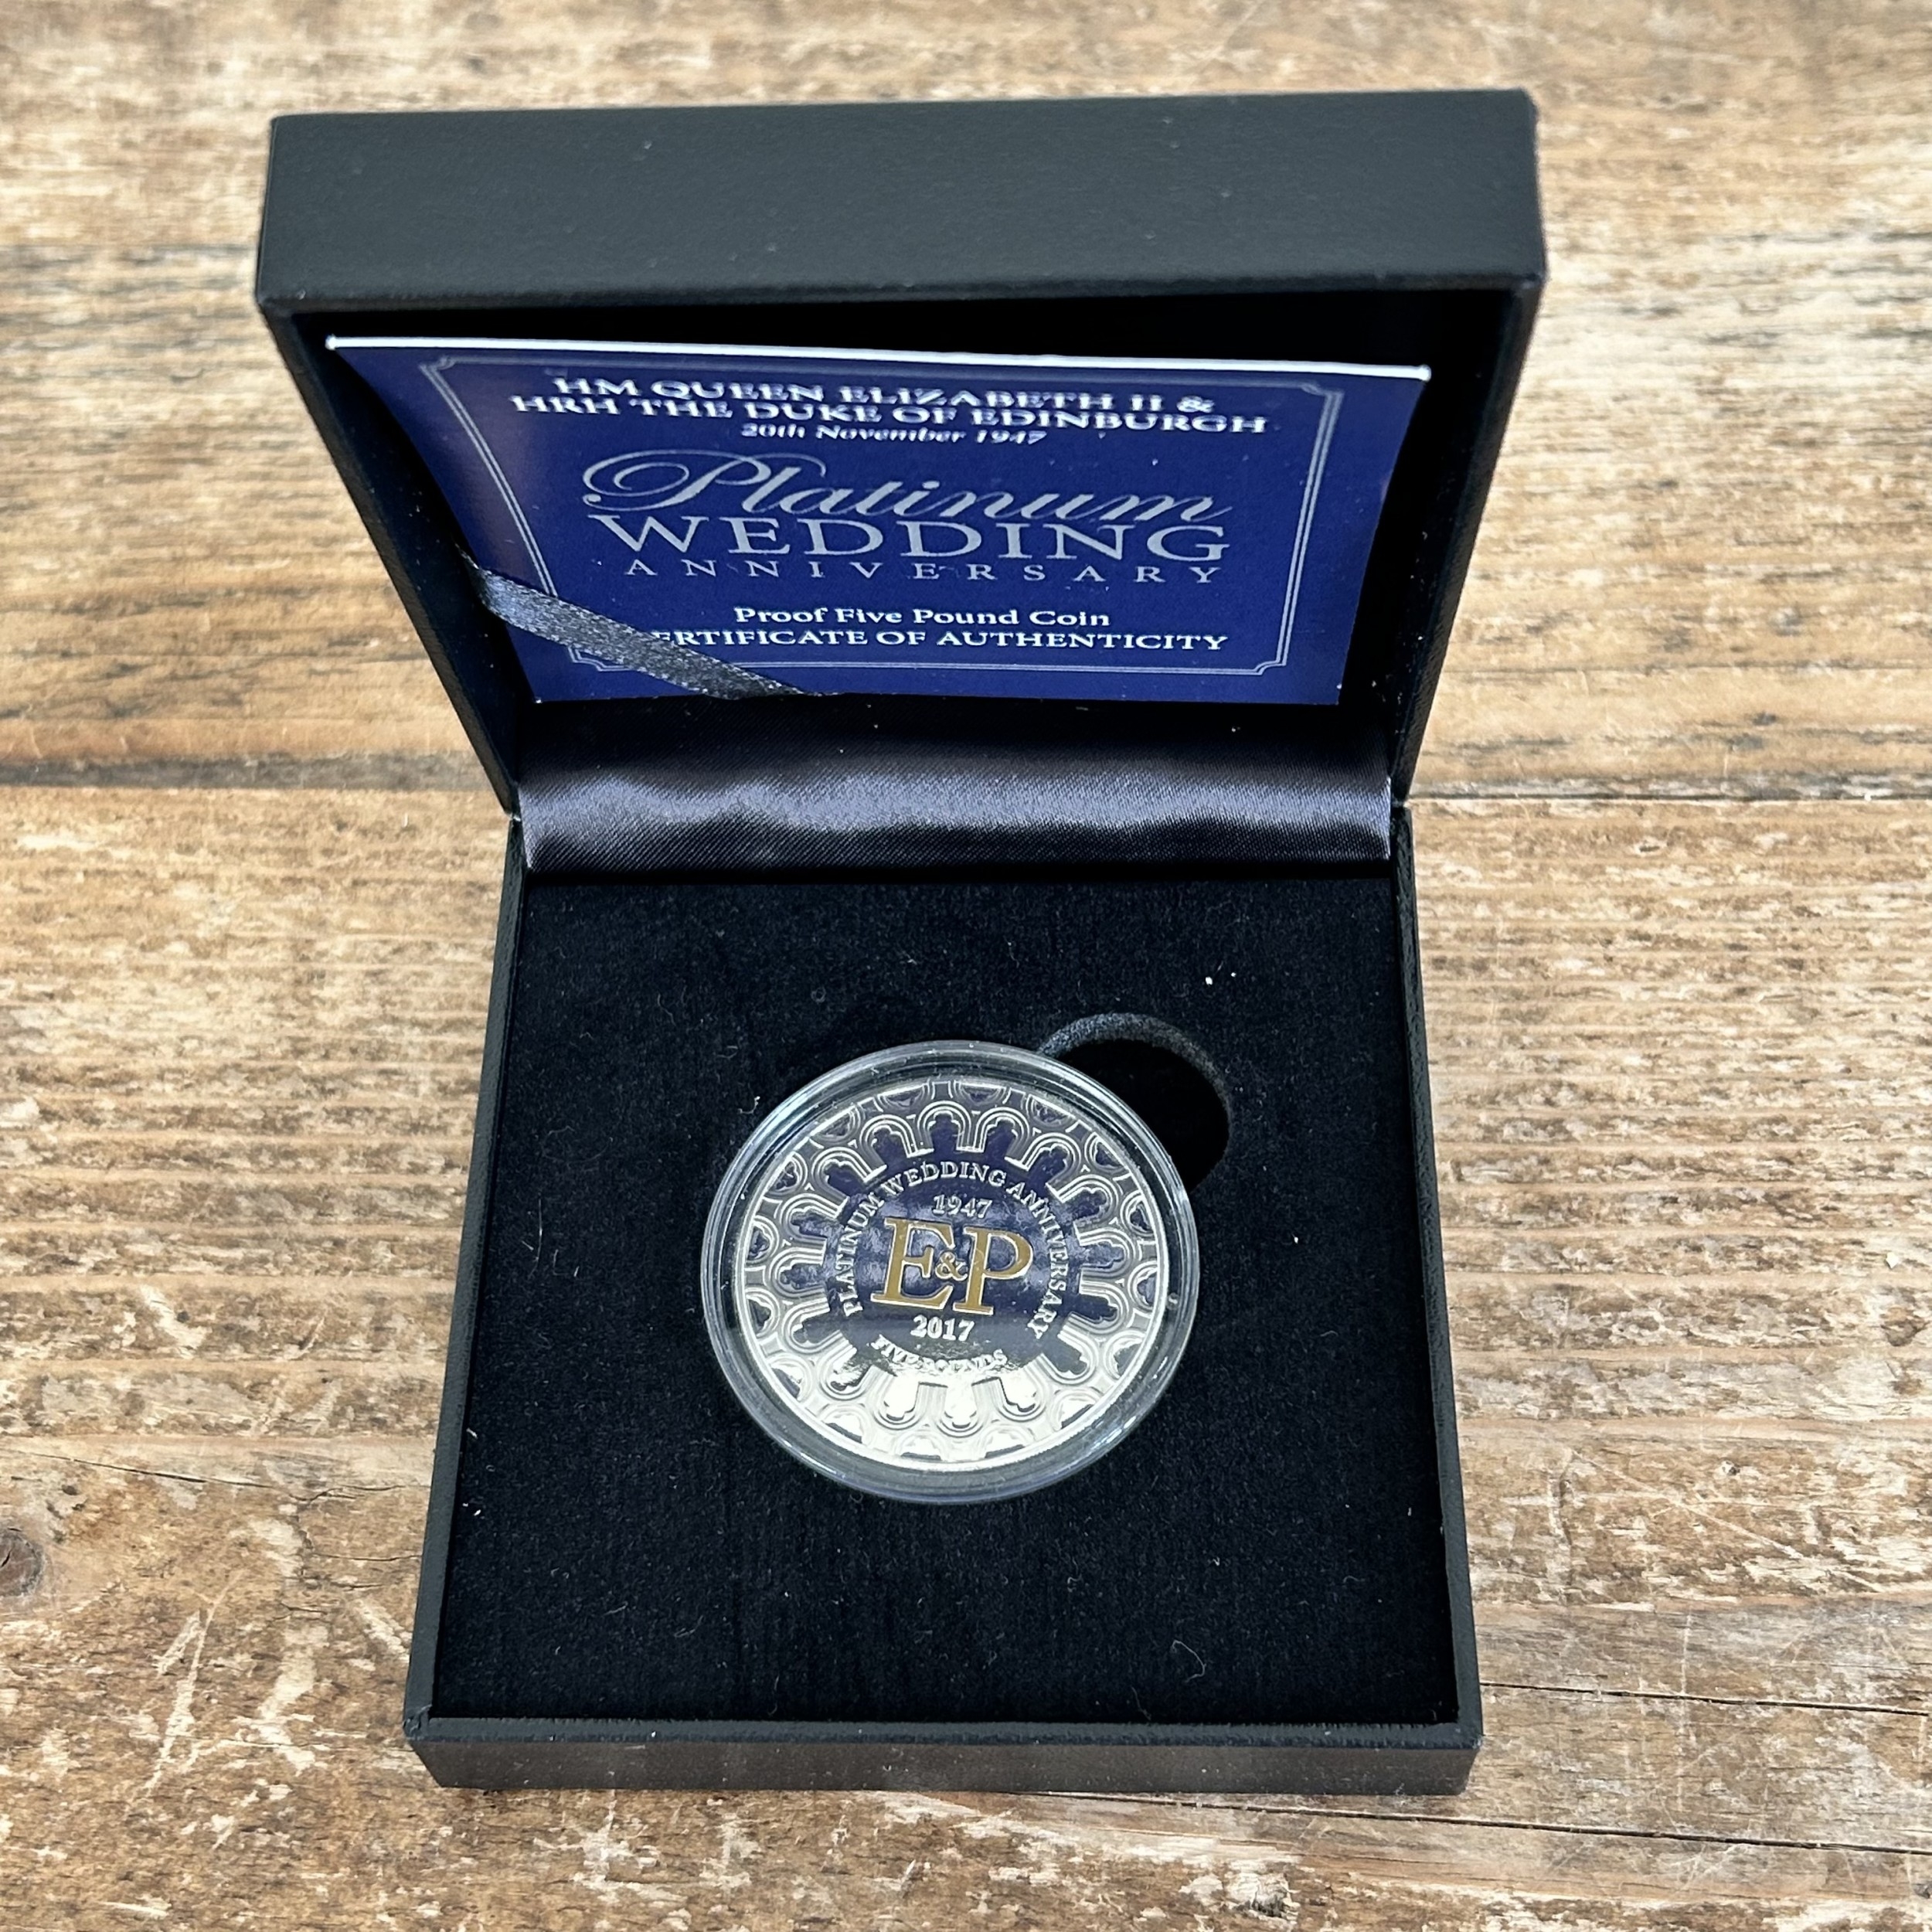 HM QUEEN ELIZABETH II &
HRH THE DUKE OF EDINBURGH
20th November 1947
Platinum
WEDDING
ANNIVERSARY
Proof Five Pound Coin
ERTIFICATE OF AUTHENTICITY
PLATINUM WEDDING ANNIVERSARY
1947
E&P
2017
FIVE POUNDS